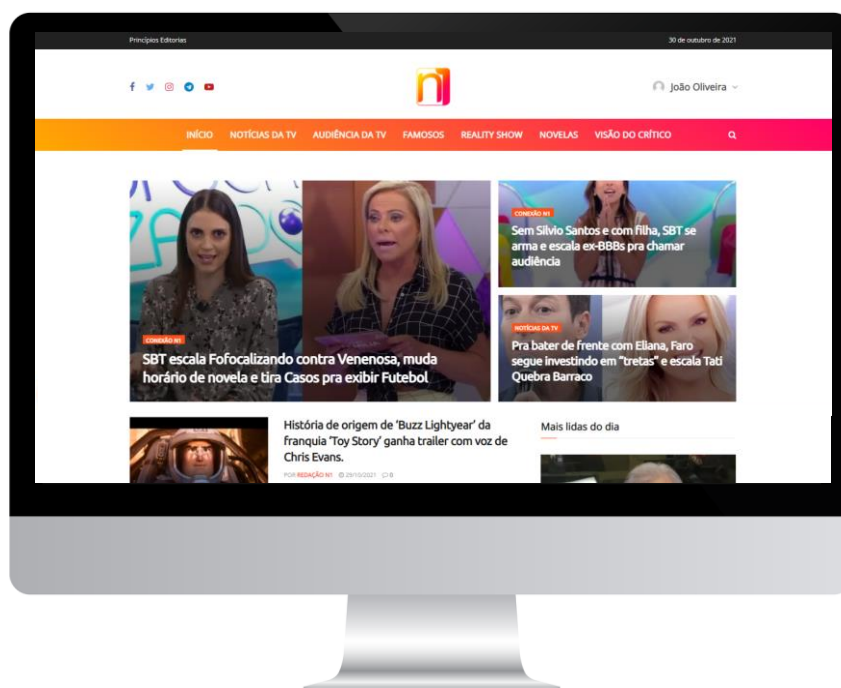 Princípios Editorias
30 de outubro de 2021
n1
João Oliveira
INÍCIO NOTÍCIAS DA TV AUDIÊNCIA DA TV FAMOSOS REALITY SHOW NOVELAS VISÃO DO CRÍTICO
CONEXÃO N1
SBT escala Fofocalizando contra Venenosa, muda
horário de novela e tira Casos pra exibir Futebol
CONEXÃO N1
Sem Silvio Santos e com filha, SBT se
arma e escala ex-BBBs pra chamar
audiência
NOTÍCIAS DA TV
Pra bater de frente com Eliana, Faro
segue investindo em “tretas” e escala Tati
Quebra Barraco
História de origem de ‘Buzz Lightyear’ da
franquia ‘Toy Story’ ganha trailer com voz de
Chris Evans.
POR REDAÇÃO N1 29/10/2021 0
Mais lidas do dia